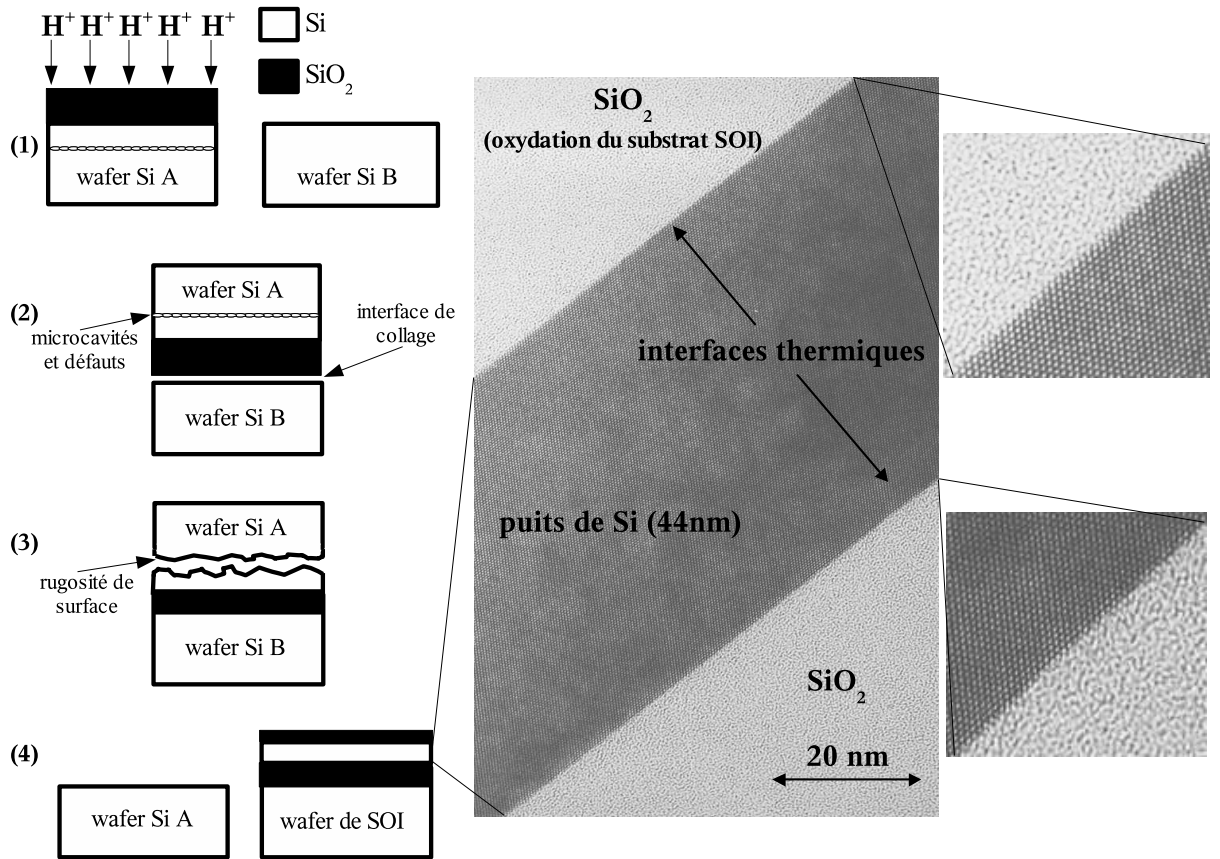 H+ H+ H+ H+ H+
Si
SiO2
(1)
wafer Si A
wafer Si B
(2)
wafer Si A
microcavités
et défauts
interface de
collage
wafer Si B
(3)
wafer Si A
rugosité de
surface
wafer Si B
(4)
wafer Si A
wafer de SOI
SiO2
(oxydation du substrat SOI)
interfaces thermiques
puits de Si (44nm)
SiO2
20 nm